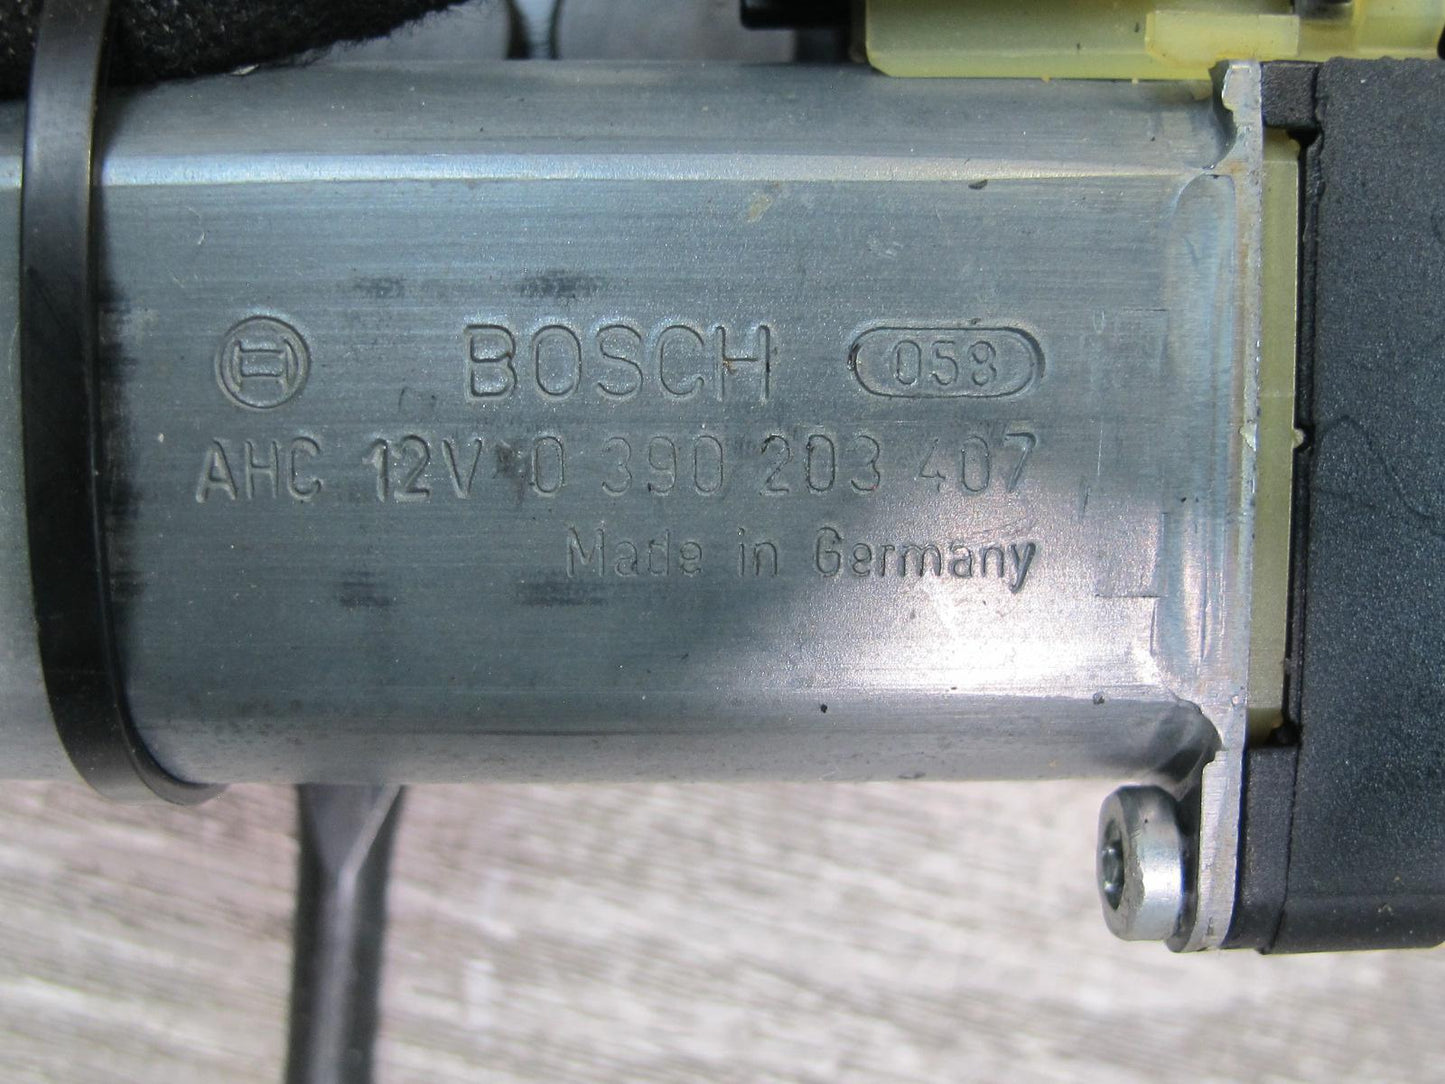 BOSCH 058
AHC 12V 0 390 203 407
Made in Germany